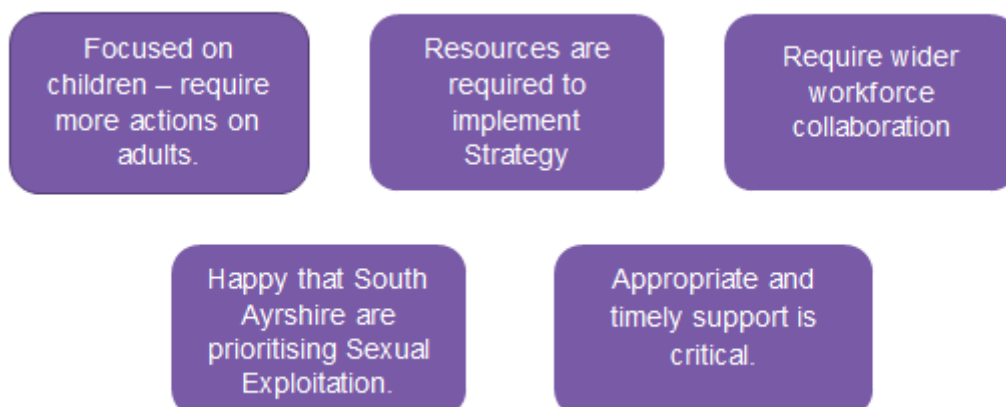 Focused on
children – require
more actions on
adults.
Resources are
required to
implement
Strategy
Require wider
workforce
collaboration
Happy that South
Ayrshire are
prioritising Sexual
Exploitation.
Appropriate and
timely support is
critical.